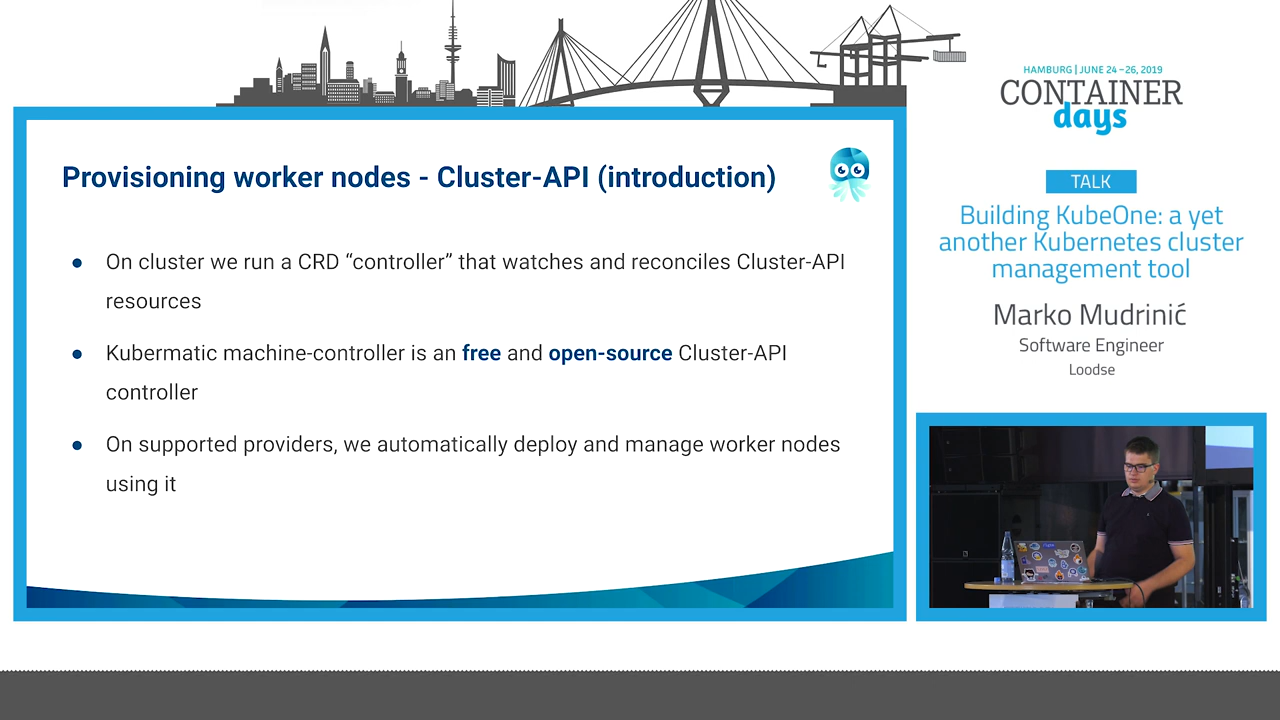 HAMBURG | JUNE 24 – 26, 2019
CONTAINER
days
TALK
Building KubeOne: a yet
another Kubernetes cluster
management tool
Marko Mudrinić
Software Engineer
Loodse
Provisioning worker nodes - Cluster-API (introduction)
● On cluster we run a CRD “controller” that watches and reconciles Cluster-API
resources
● Kubermatic machine-controller is an free and open-source Cluster-API
controller
● On supported providers, we automatically deploy and manage worker nodes
using it